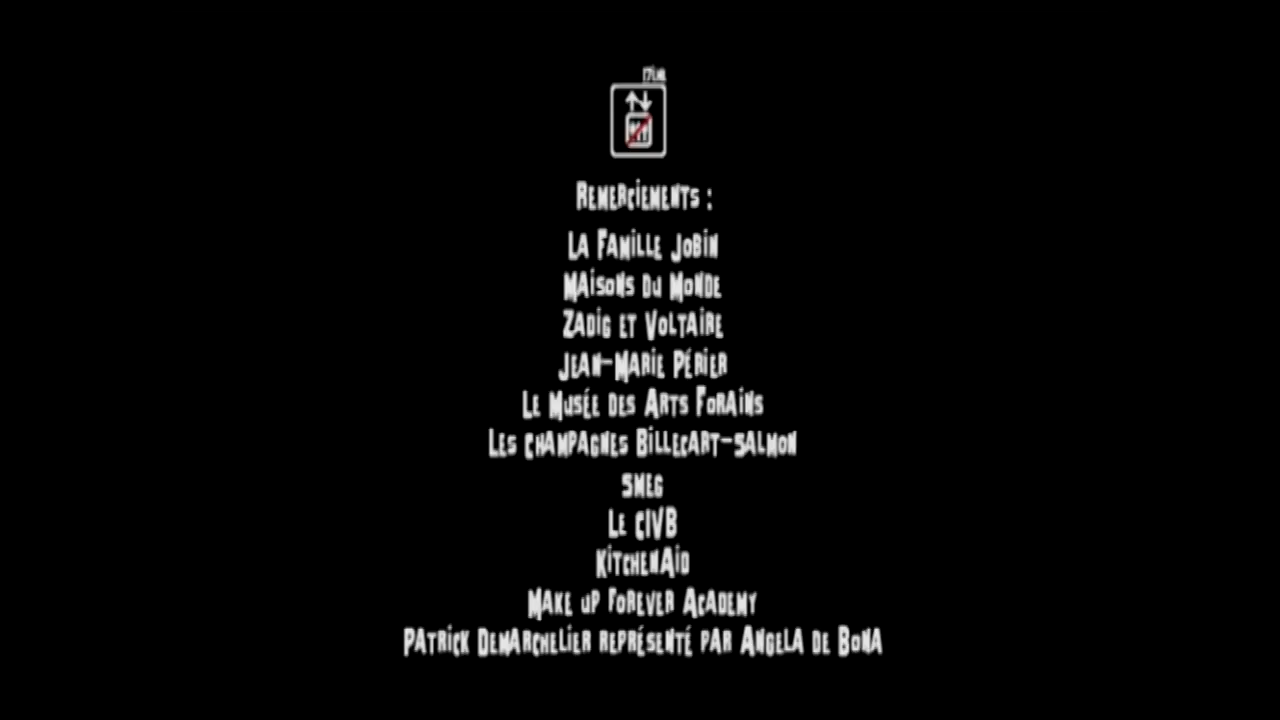 Remerciements :
La Famille Jobin
Maisons du Monde
Zadig et Voltaire
Jean-Marie Périer
Le Musée des Arts Forains
Les Champagnes Billecart-Salmon
SMEG
Le CIVB
KitchenAid
Make up Forever Academy
Patrick Demarchelier représenté par Angela de Bona